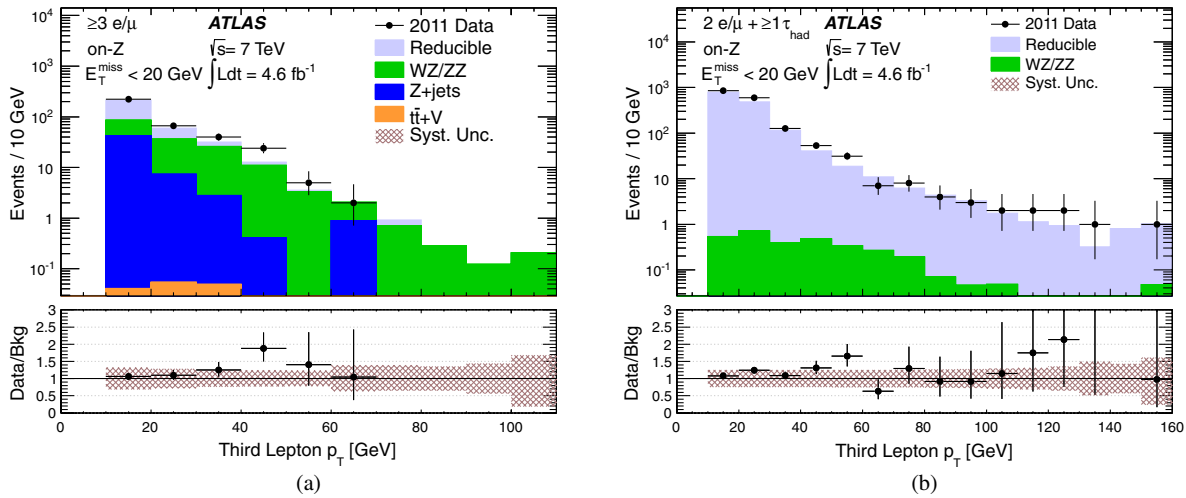 ≥3 e/μ ATLAS
on-Z √s= 7 TeV
E_T^miss < 20 GeV ∫Ldt = 4.6 fb⁻¹
2011 Data
Reducible
WZ/ZZ
Z+jets
tt̄+V
Syst. Unc.
Events / 10 GeV
10⁴
10³
10²
10
1
10⁻¹
Data/Bkg
3
2.5
2
1.5
1
0.5
0
0 20 40 60 80 100
Third Lepton p_T [GeV]
(a)
2 e/μ + ≥1τ_had ATLAS
on-Z √s= 7 TeV
E_T^miss < 20 GeV ∫Ldt = 4.6 fb⁻¹
2011 Data
Reducible
WZ/ZZ
Syst. Unc.
Events / 10 GeV
10⁴
10³
10²
10
1
10⁻¹
Data/Bkg
3
2.5
2
1.5
1
0.5
0
0 20 40 60 80 100 120 140 160
Third Lepton p_T [GeV]
(b)